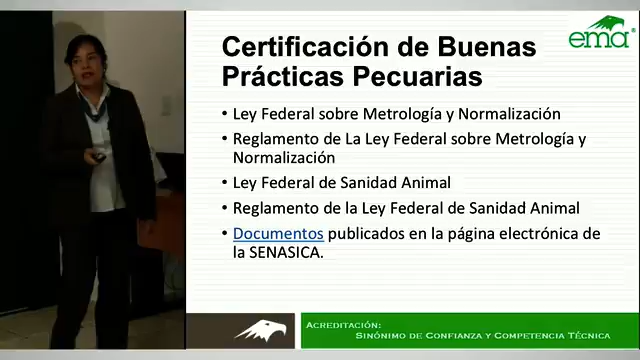 ema®
Certificación de Buenas
Prácticas Pecuarias
• Ley Federal sobre Metrología y Normalización
• Reglamento de La Ley Federal sobre Metrología y
Normalización
• Ley Federal de Sanidad Animal
• Reglamento de la Ley Federal de Sanidad Animal
• Documentos publicados en la página electrónica de
la SENASICA.
Acreditación:
Sinónimo de Confianza y Competencia Técnica